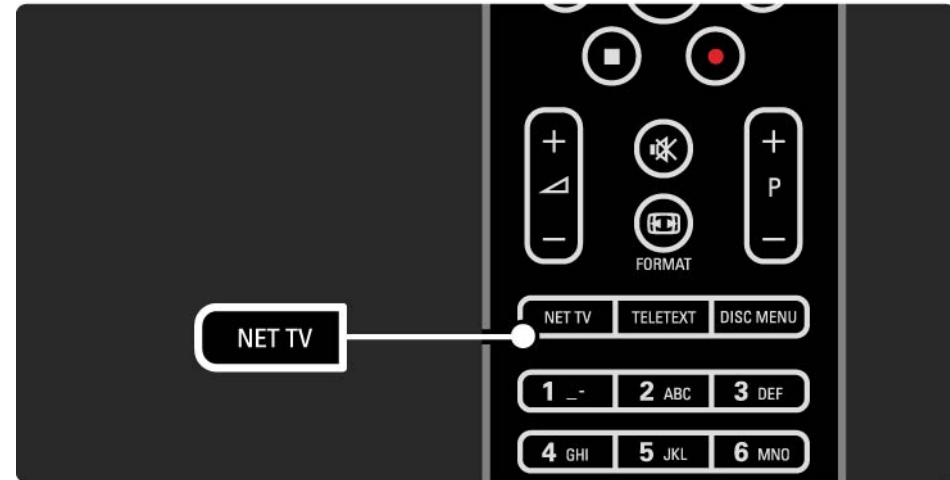 + +
P
- -
FORMAT
NET TV TELETEXT DISC MENU
NET TV
1 _- 2 ABC 3 DEF
4 GHI 5 JKL 6 MNO